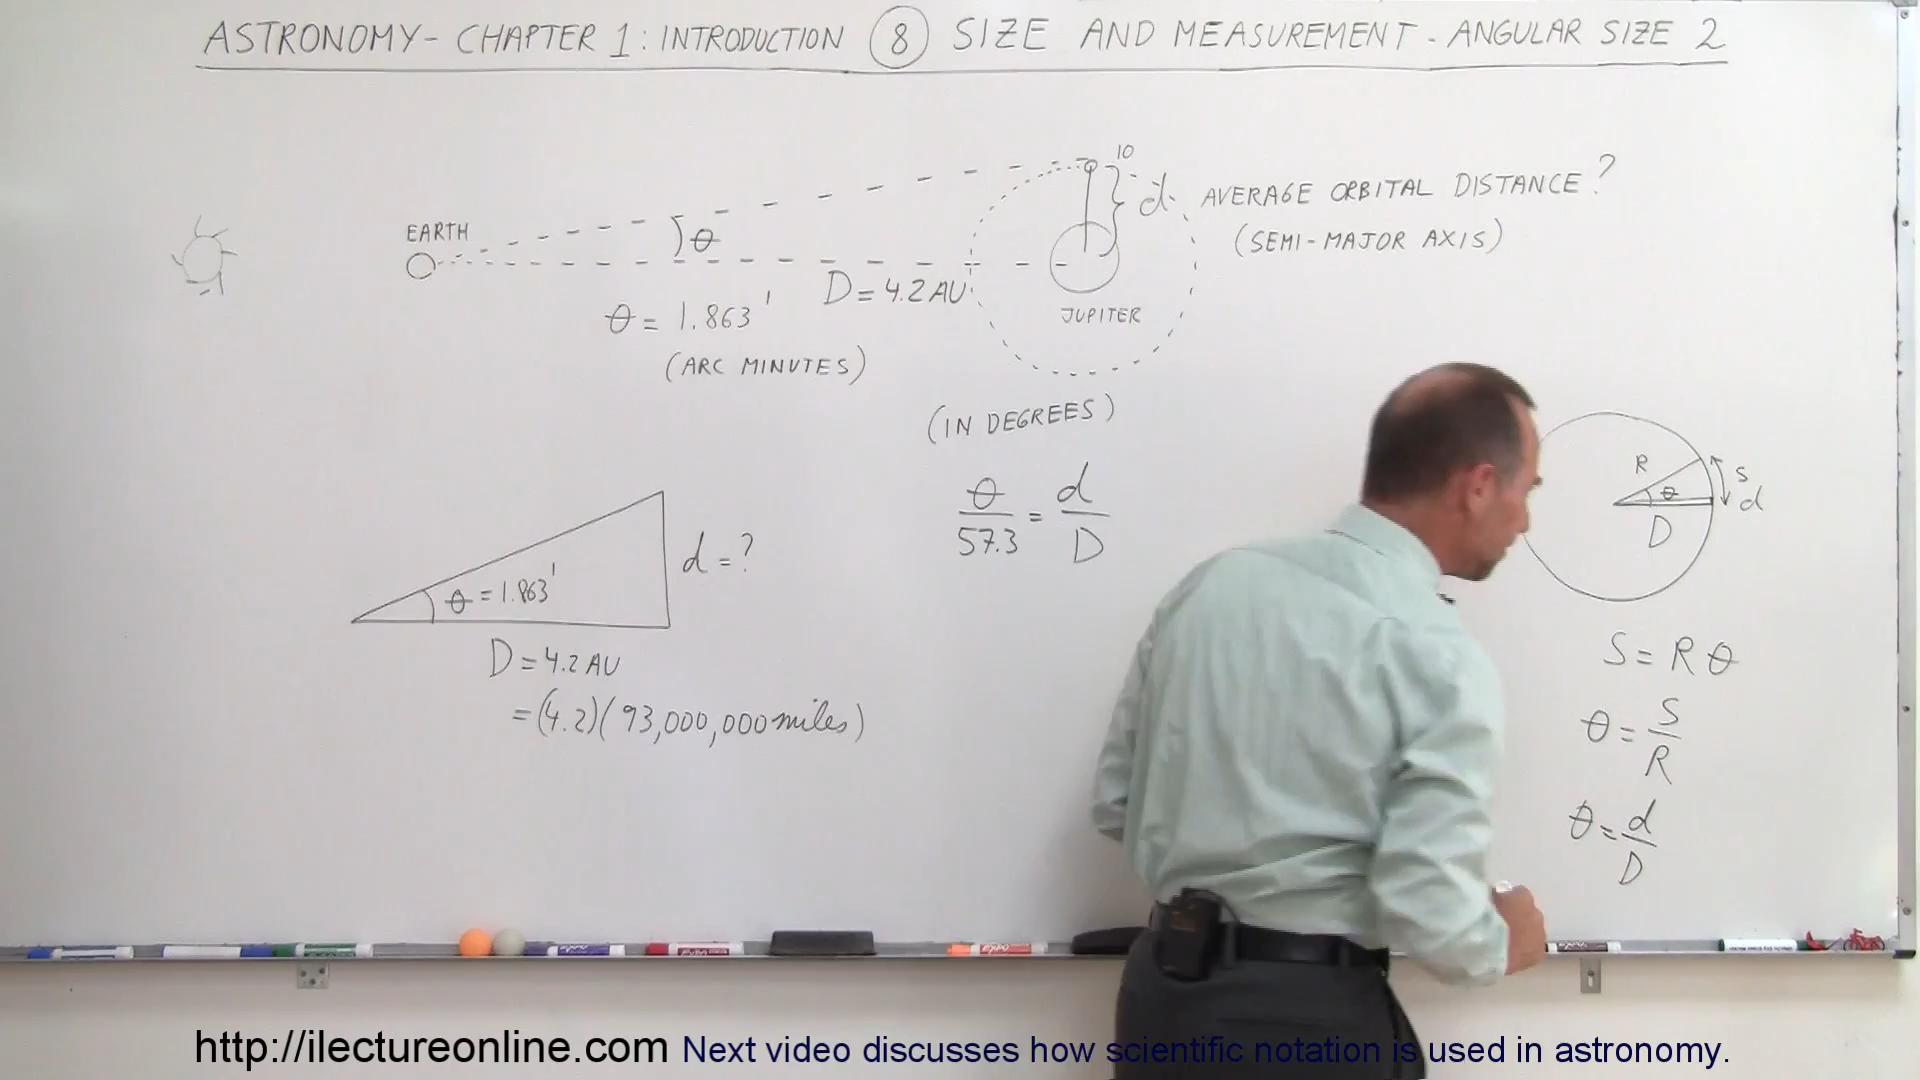 ASTRONOMY - CHAPTER 1: INTRODUCTION 8 SIZE AND MEASUREMENT - ANGULAR SIZE 2
10
EARTH
θ
d
AVERAGE ORBITAL DISTANCE?
(SEMI-MAJOR AXIS)
D = 4.2 AU
θ = 1.863'
(ARC MINUTES)
JUPITER
(IN DEGREES)
θ/57.3 = d/D
θ = 1.863'
d = ?
D = 4.2 AU
= (4.2)(93,000,000 miles)
R
θ
S
d
D
S = R θ
θ = S/R
θ = d/D
http://ilectureonline.com Next video discusses how scientific notation is used in astronomy.